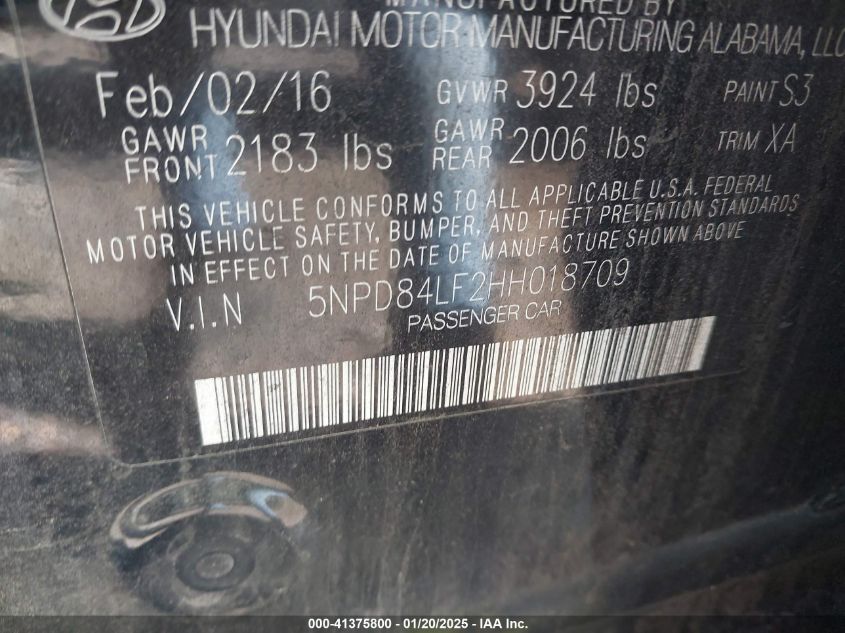 MANUFACTURED BY
HYUNDAI MOTOR MANUFACTURING ALABAMA, LLC
Feb/02/16 GVWR 3924 lbs PAINT S3
GAWR FRONT 2183 lbs GAWR REAR 2006 lbs TRIM XA
THIS VEHICLE CONFORMS TO ALL APPLICABLE U.S.A. FEDERAL
MOTOR VEHICLE SAFETY, BUMPER, AND THEFT PREVENTION STANDARDS
IN EFFECT ON THE DATE OF MANUFACTURE SHOWN ABOVE
V.I.N 5NPD84LF2HH018709
PASSENGER CAR
000-41375800 - 01/20/2025 - IAA Inc.